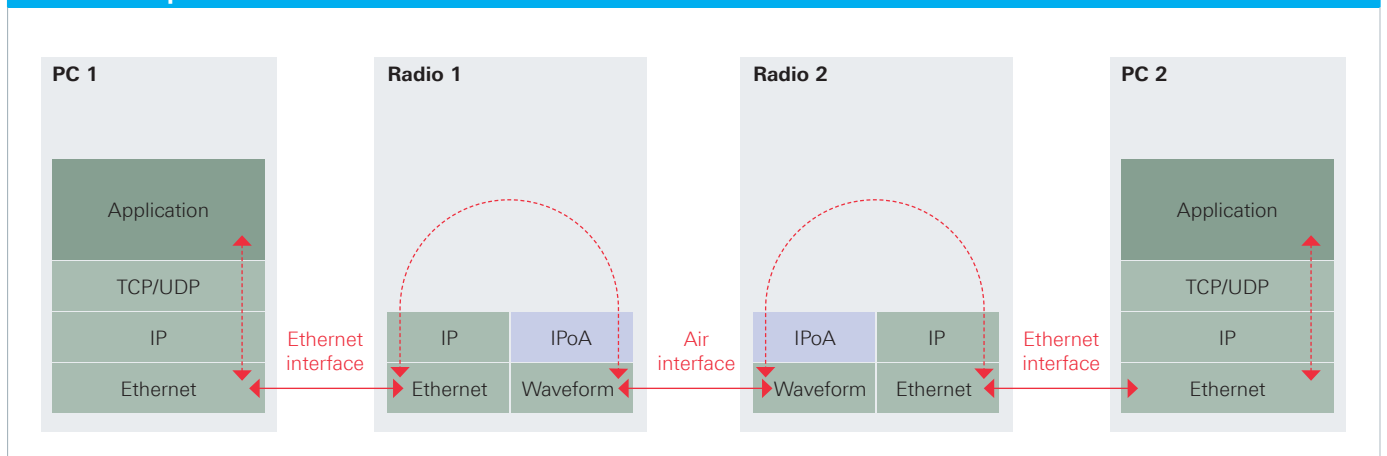 PC 1
Application
TCP/UDP
IP
Ethernet
Ethernet
interface
Radio 1
IP
IPoA
Ethernet
Waveform
Air
interface
Radio 2
IPoA
IP
Waveform
Ethernet
Ethernet
interface
PC 2
Application
TCP/UDP
IP
Ethernet